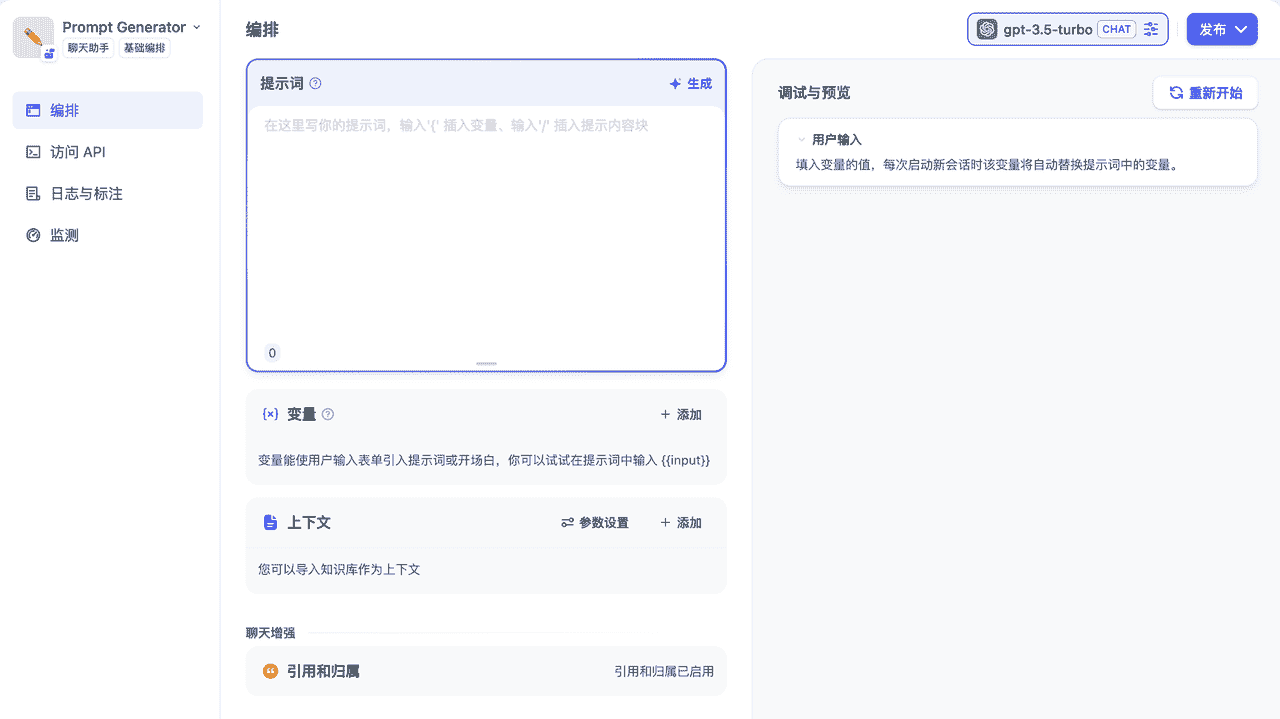 Prompt Generator
聊天助手 基础编排
编排
访问 API
日志与标注
监测
编排
gpt-3.5-turbo CHAT
发布
提示词
生成
在这里写你的提示词，输入'{' 插入变量、输入'/' 插入提示内容块
0
{x} 变量
+ 添加
变量能使用户输入表单引入提示词或开场白，你可以试试在提示词中输入 {{input}}
上下文
参数设置
+ 添加
您可以导入知识库作为上下文
聊天增强
引用和归属
引用和归属已启用
调试与预览
重新开始
用户输入
填入变量的值，每次启动新会话时该变量将自动替换提示词中的变量。